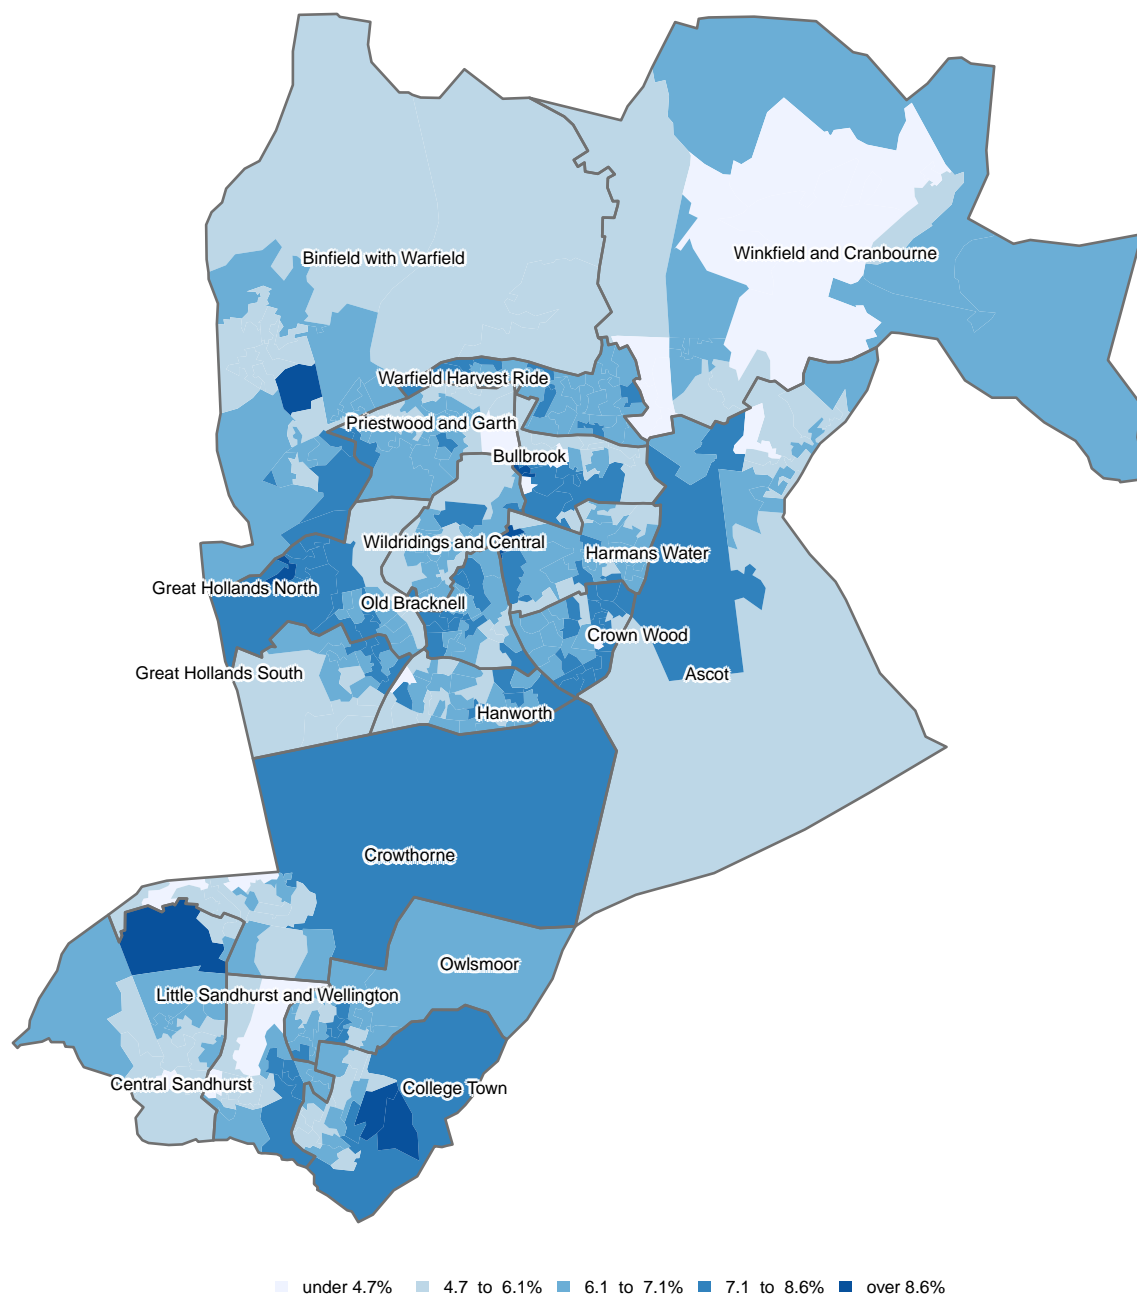 Binfield with Warfield
Winkfield and Cranbourne
Warfield Harvest Ride
Priestwood and Garth
Bullbrook
Wildridings and Central
Harmans Water
Great Hollands North
Old Bracknell
Crown Wood
Great Hollands South
Ascot
Hanworth
Crowthorne
Owlsmoor
Little Sandhurst and Wellington
Central Sandhurst
College Town
under 4.7% 4.7 to 6.1% 6.1 to 7.1% 7.1 to 8.6% over 8.6%